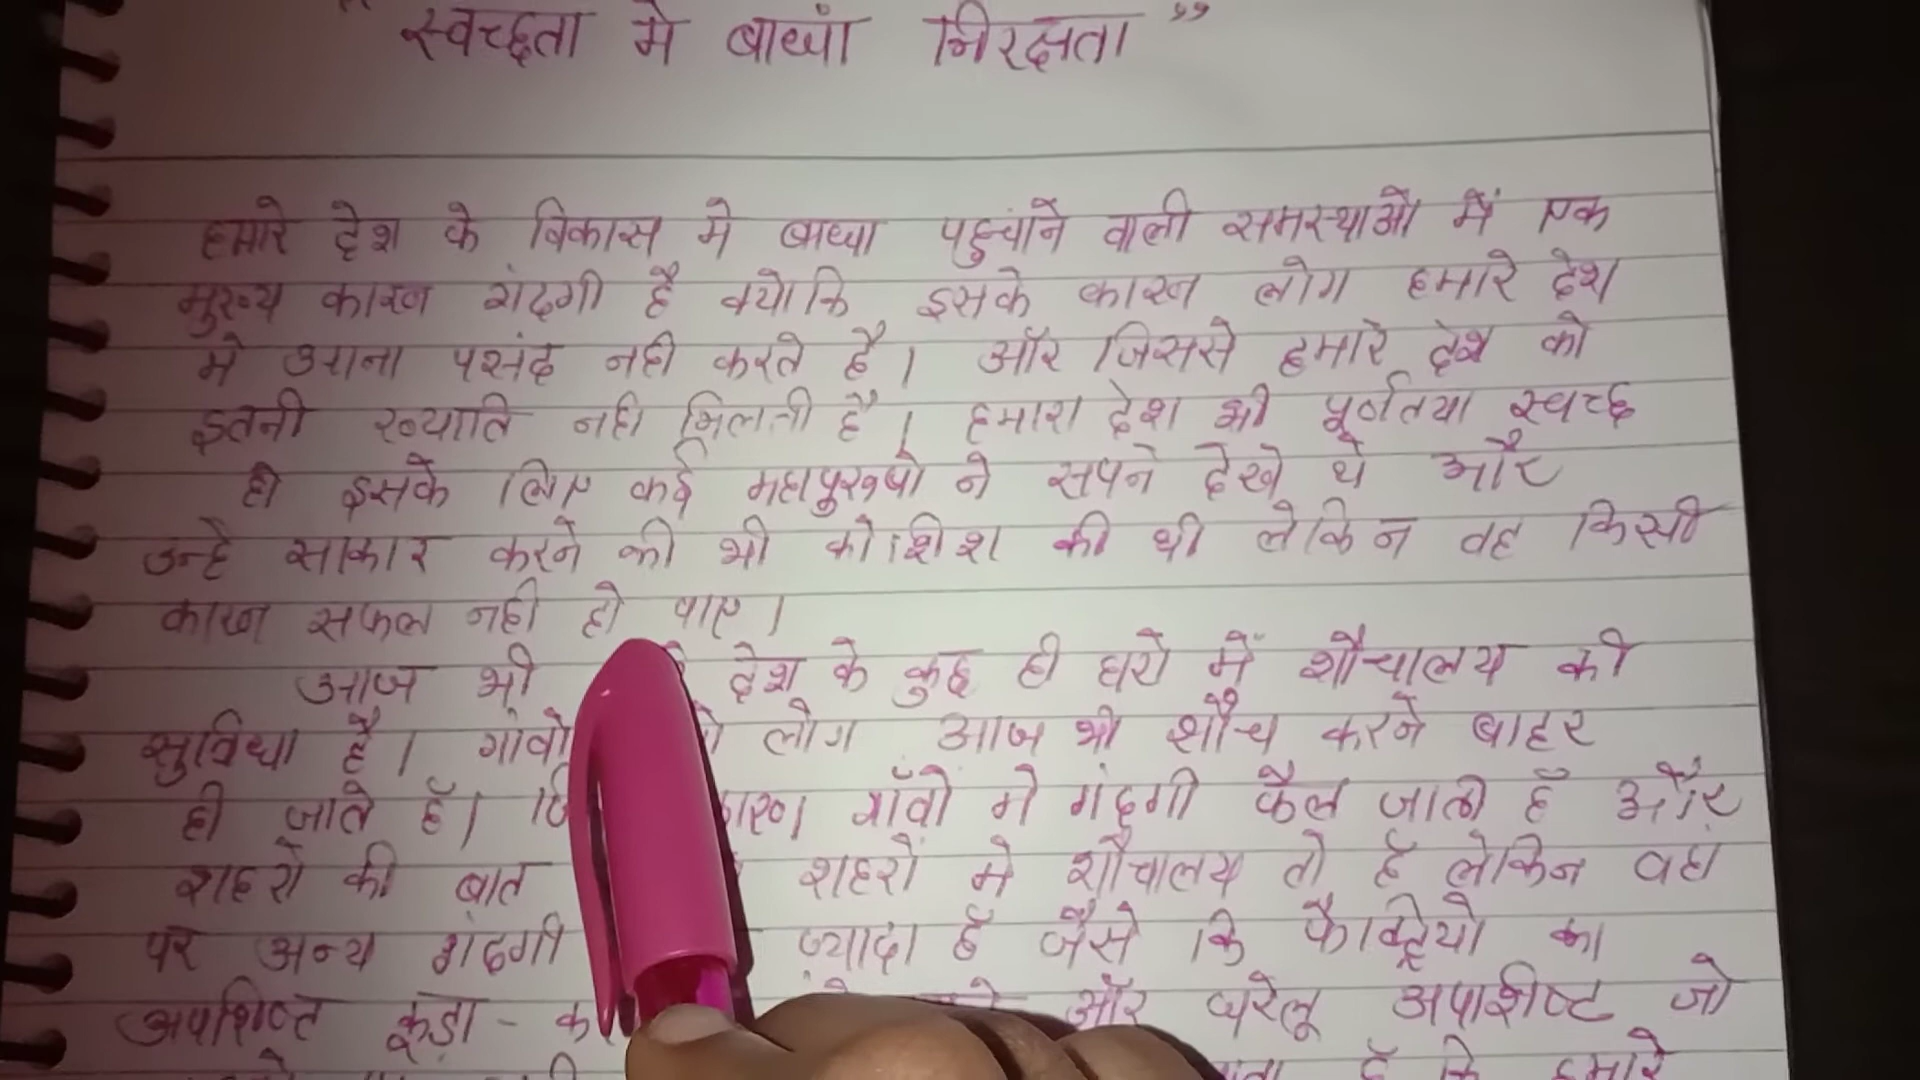 "स्वच्छता मे बाध्यां निरक्षता"
हमारे देश के विकास मे बाध्या पहुन्चाने वाली समस्याओ में एक
मुख्य कारण गंदगी है क्योकि इसके कारण लोग हमारे देश
मे आना पसंद नही करते है। और जिससे हमारे देश को
इतनी ख्याति नही मिलती है। हमारा देश भी पूर्णतया स्वच्छ
हो इसके लिए कई महापुरुषो ने सपने देखे थे और
उन्हे साकार करने की भी कोशिश की थी लेकिन वह किसी
कारण सफल नही हो पाए।
आज भी देश के कुछ ही घरो में शौचालय की
सुविधा है। गांवो लोग आज भी शौच करने बाहर
ही जाते हैं। गाँवो मे गंदगी फैल जाती हैं और
शहरो की बात शहरों मे शौचालय तो हैं लेकिन वहां
पर अन्य गंदगी ज्यादा हैं जैसे कि फैक्ट्रियो का
अपशिष्ट कूड़ा - और घरेलू अपशिष्ट जो
हैं कि हमारे